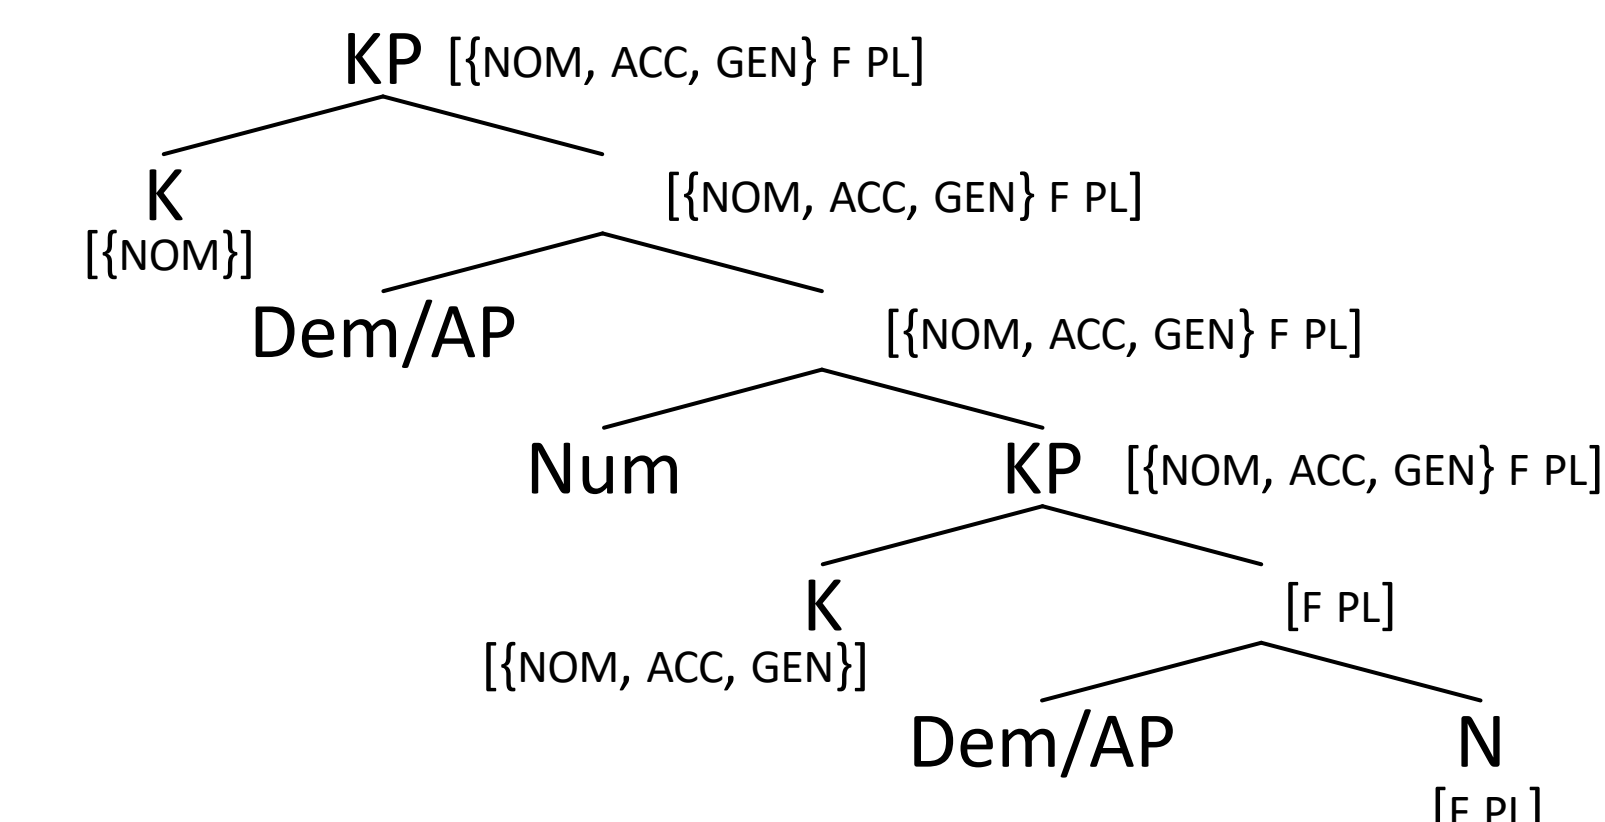 KP [{NOM, ACC, GEN} F PL]
K [{NOM, ACC, GEN} F PL]
[{NOM}]
Dem/AP [{NOM, ACC, GEN} F PL]
Num KP [{NOM, ACC, GEN} F PL]
K [F PL]
[{NOM, ACC, GEN}]
Dem/AP N
[F PL]